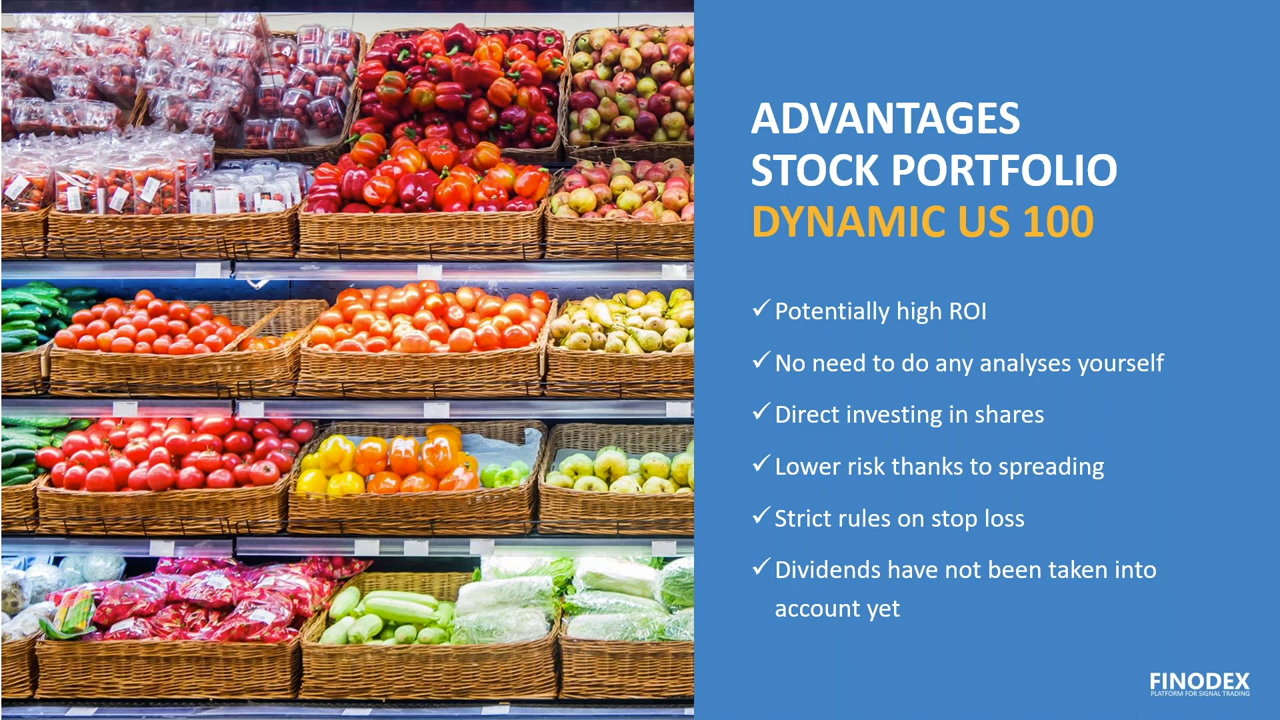 ADVANTAGES
STOCK PORTFOLIO
DYNAMIC US 100
✓ Potentially high ROI
✓ No need to do any analyses yourself
✓ Direct investing in shares
✓ Lower risk thanks to spreading
✓ Strict rules on stop loss
✓ Dividends have not been taken into
account yet
FINODEX
PLATFORM FOR SIGNAL TRADING